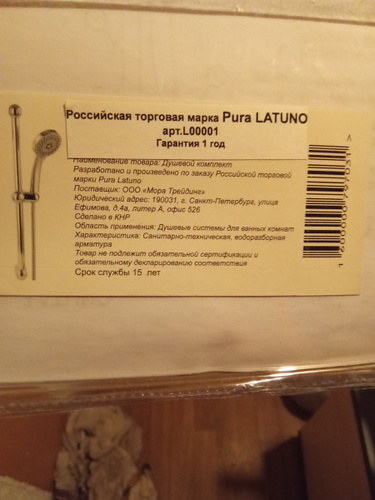 Российская торговая марка Pura LATUNO
арт.L00001
Гарантия 1 год
Наименование товара: Душевой комплект
Разработано и произведено по заказу Российской торговой
марки Pura Latuno
Поставщик: ООО «Мора Трейдинг»
Юридический адрес: 190031, г. Санкт-Петербург, улица
Ефимова, д.4а, литер А, офис 526
Сделано в КНР
Область применения: Душевые системы для ванных комнат
Характеристика: Санитарно-техническая, водоразборная
арматура
Товар не подлежит обязательной сертификации и
обязательному декларированию соответствия
Срок службы 15 лет